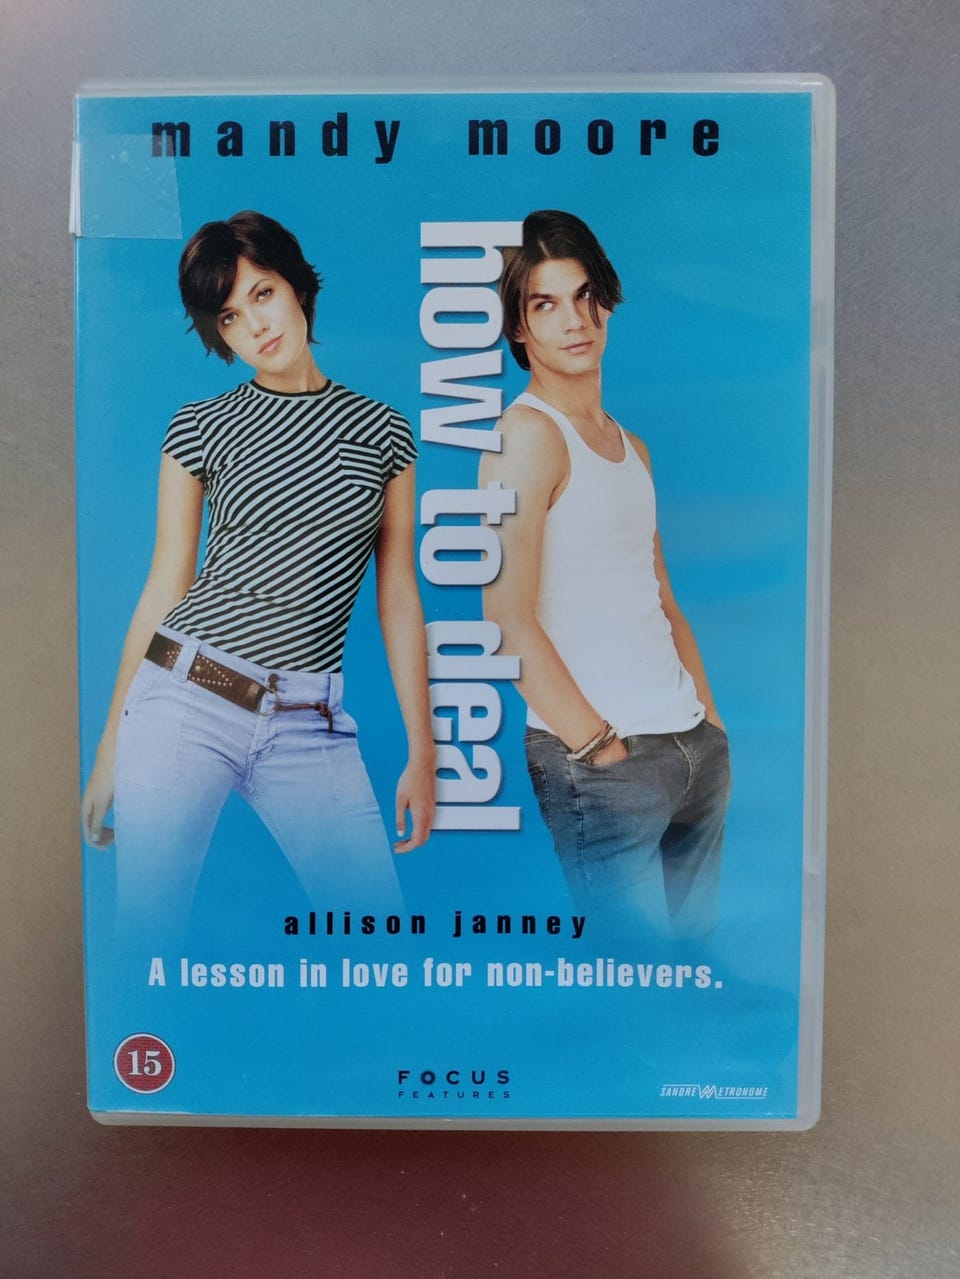 mandy moore
how to deal
allison janney
A lesson in love for non-believers.
15
FOCUS
FEATURES
SANDREW METRONOME